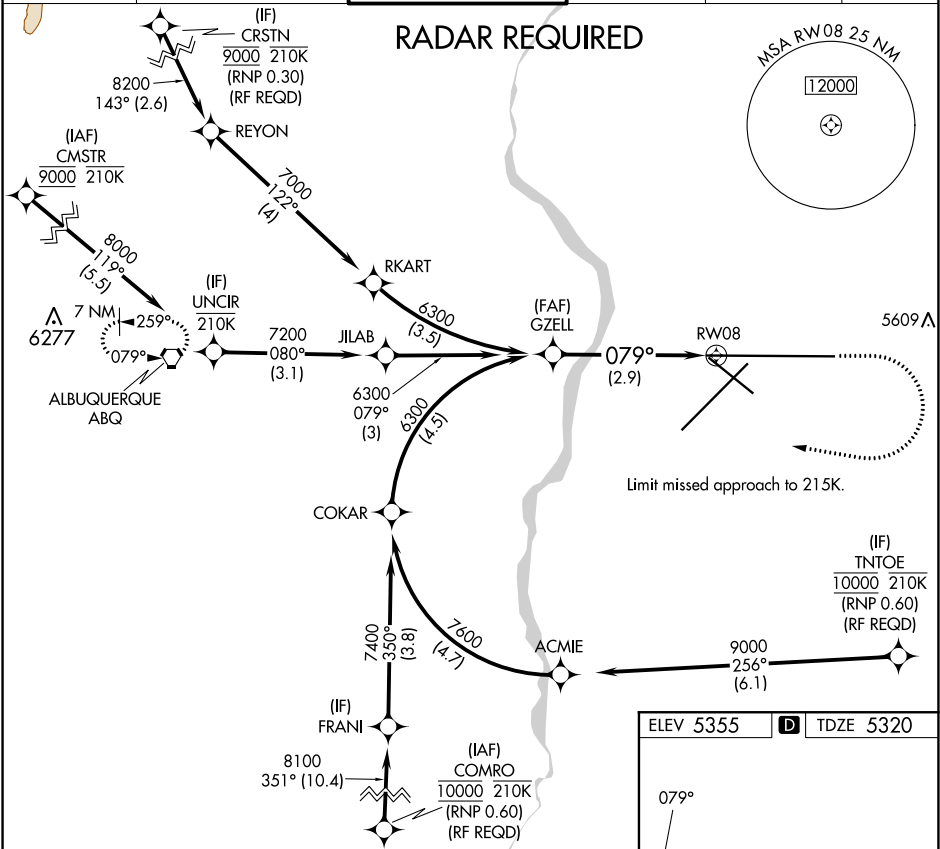 RADAR REQUIRED
(IF)
CRSTN
9000 210K
(RNP 0.30)
(RF REQD)
8200
143° (2.6)
REYON
MSA RW08 25 NM
12000
(IAF)
CMSTR
9000 210K
7000
122°
(4)
8000
119°
(5.5)
RKART
6300
(3.5)
(IF)
UNCIR
210K
(FAF)
GZELL
6277
7 NM
259°
079°
7200
080°
(3.1)
JILAB
079°
(2.9)
RW08
5609
ALBUQUERQUE
ABQ
6300
079°
(3)
6300
(4.5)
Limit missed approach to 215K.
COKAR
(IF)
TNTOE
10000 210K
(RNP 0.60)
(RF REQD)
7400
350°
(3.8)
7600
(4.7)
ACMIE
9000
256°
(6.1)
(IF)
FRANI
8100
351° (10.4)
(IAF)
COMRO
10000 210K
(RNP 0.60)
(RF REQD)
ELEV 5355 D TDZE 5320
079°